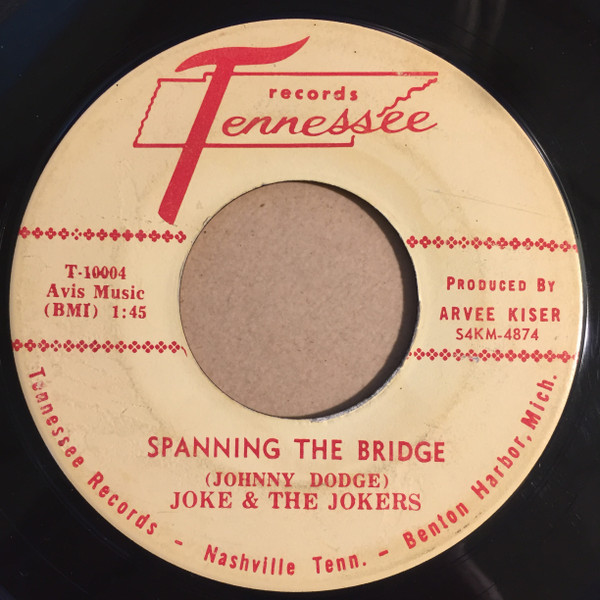 records
Tennessee
T-10004
Avis Music
(BMI) 1:45
PRODUCED BY
ARVEE KISER
S4KM-4874
SPANNING THE BRIDGE
(JOHNNY DODGE)
JOKE & THE JOKERS
Tennessee Records - Nashville Tenn. - Benton Harbor, Mich.